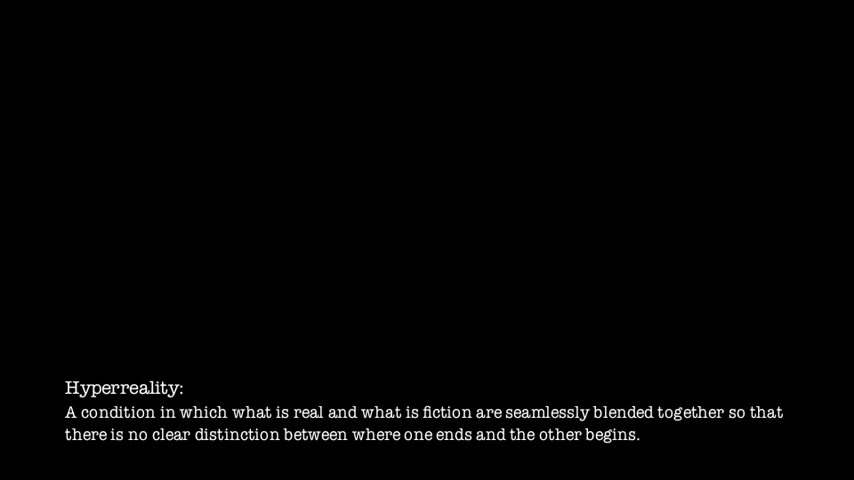 Hyperreality:
A condition in which what is real and what is fiction are seamlessly blended together so that
there is no clear distinction between where one ends and the other begins.